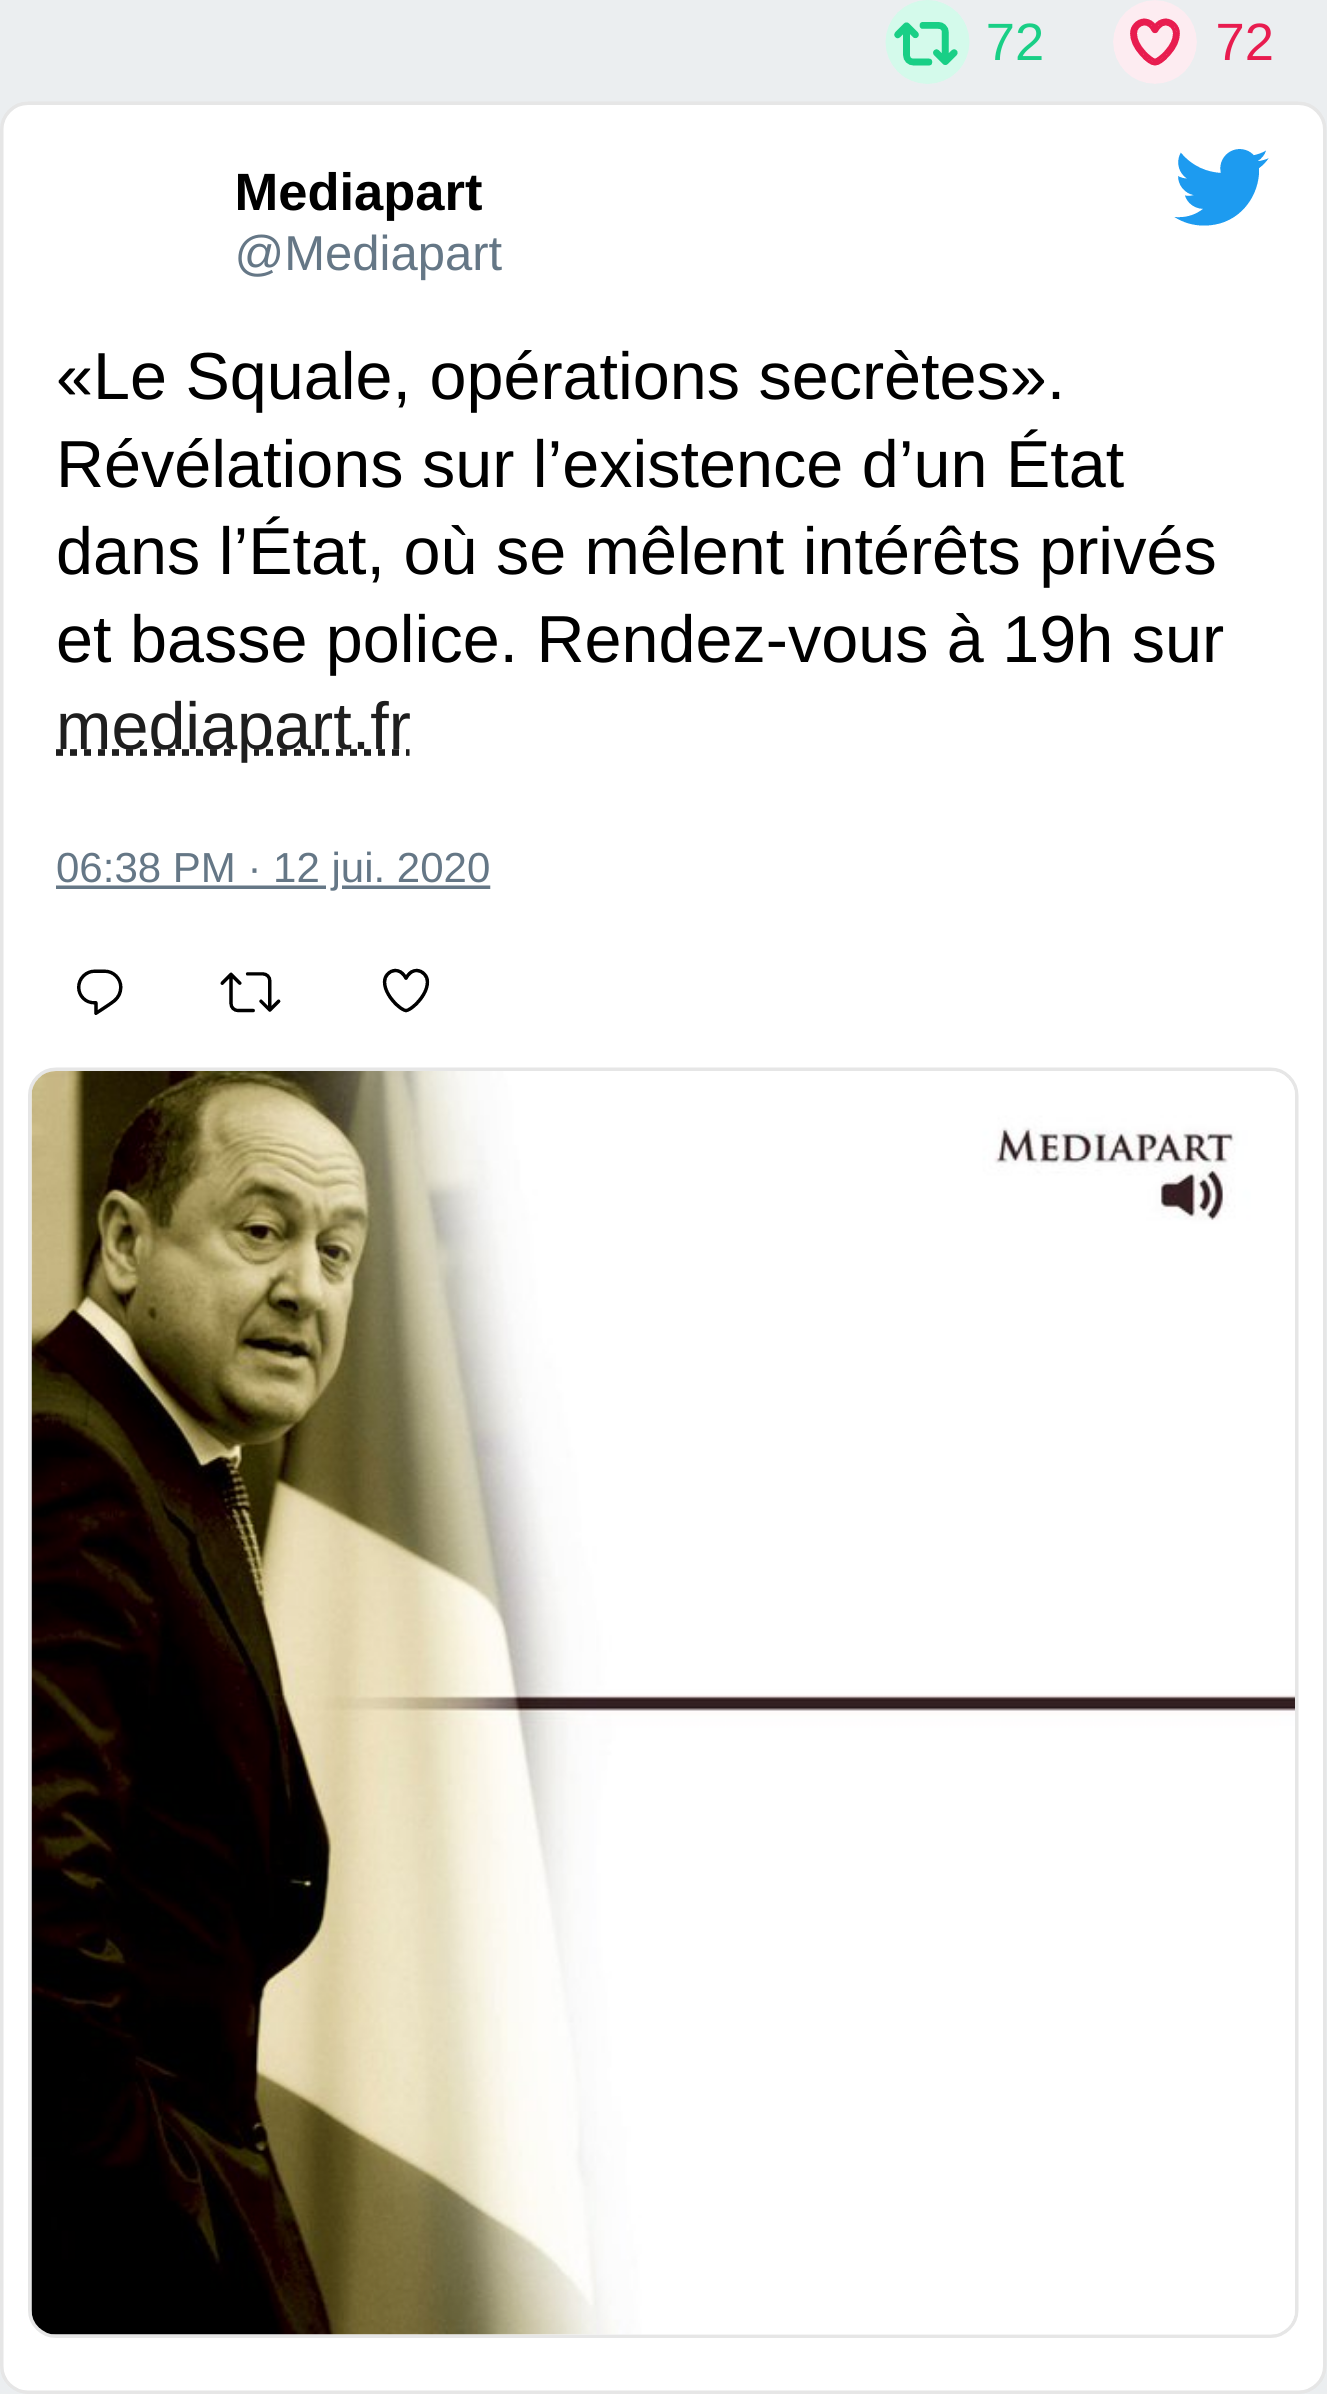 72 72
Mediapart
@Mediapart
«Le Squale, opérations secrètes».
Révélations sur l’existence d’un État
dans l’État, où se mêlent intérêts privés
et basse police. Rendez-vous à 19h sur
mediapart.fr
06:38 PM · 12 jui. 2020
MEDIAPART